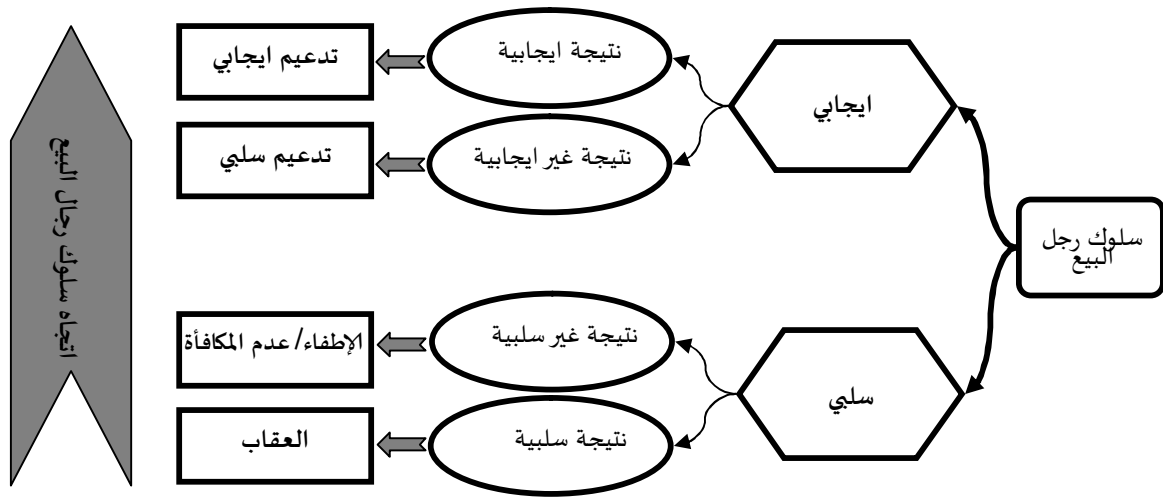 سلوك رجل
البيع
ايجابي
نتيجة ايجابية
تدعيم ايجابي
نتيجة غير ايجابية
تدعيم سلبي
سلبي
نتيجة غير سلبية
الإطفاء/ عدم المكافأة
نتيجة سلبية
العقاب
اتجاه سلوك رجال البيع